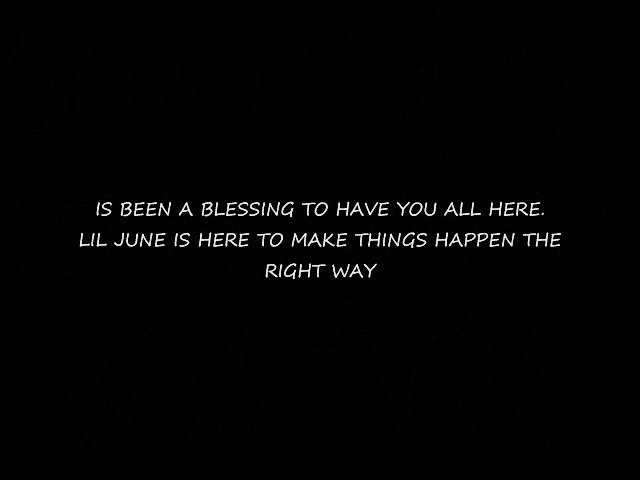 IS BEEN A BLESSING TO HAVE YOU ALL HERE.
LIL JUNE IS HERE TO MAKE THINGS HAPPEN THE
RIGHT WAY